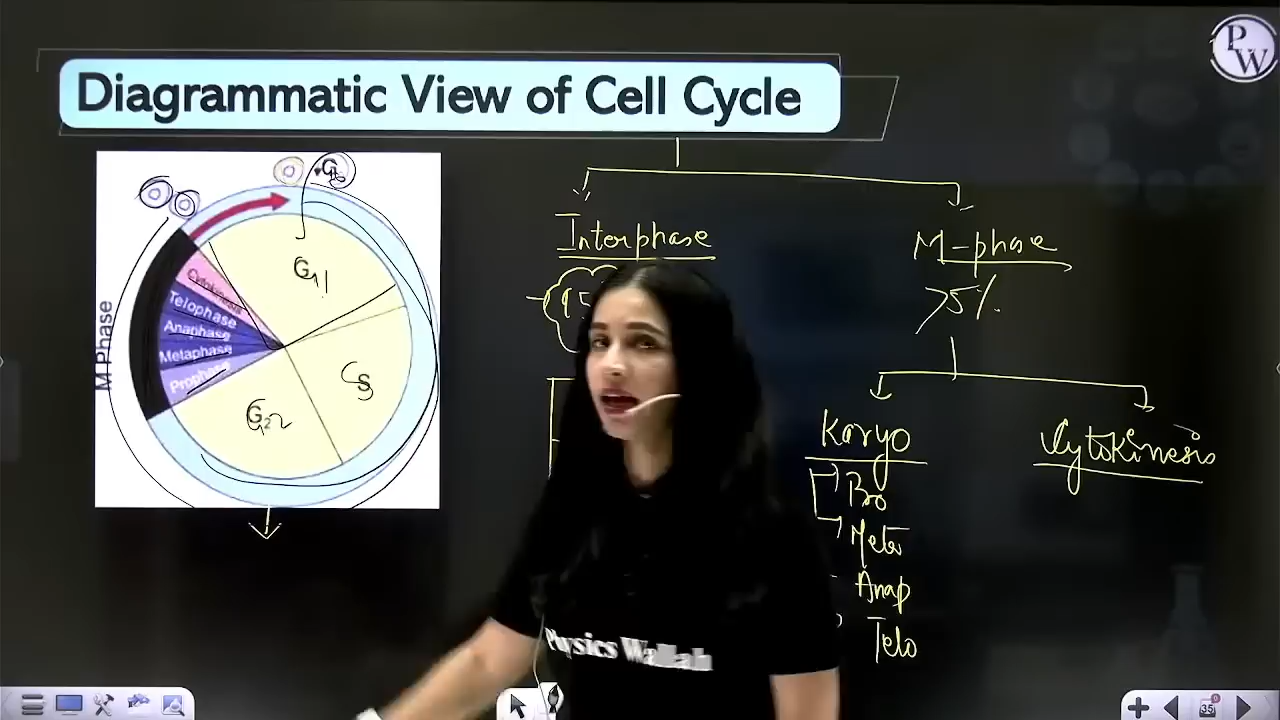 PW
Diagrammatic View of Cell Cycle
G1
Cytokinesis
Telophase
Anaphase
Metaphase
Prophase
M Phase
S
G2
Interphase
M-phase
5%
Karyo
Pro
Meta
Anap
Telo
Cytokinesis
Physics Wallah
35